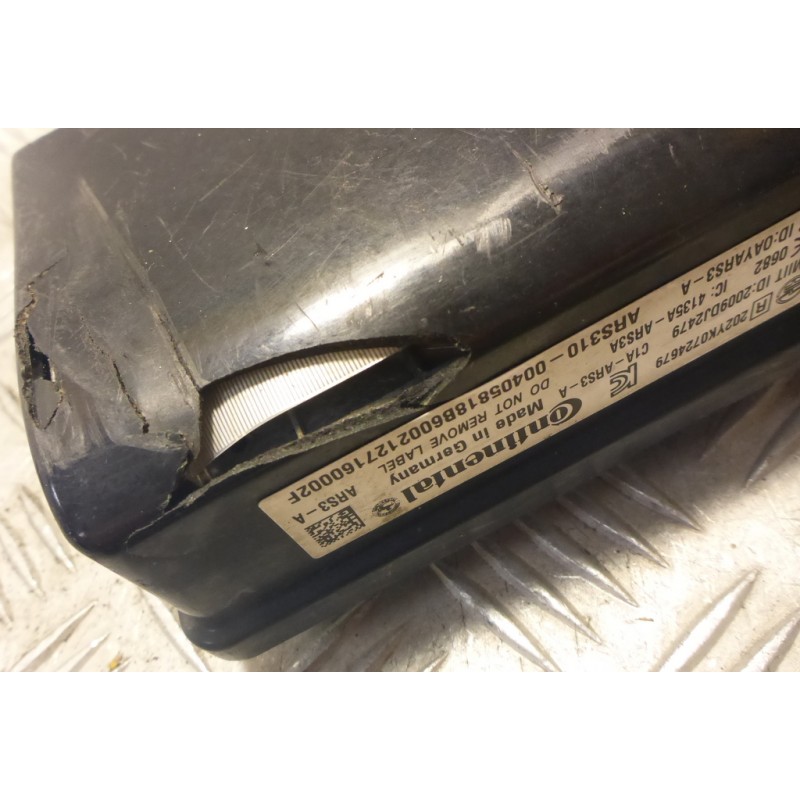 Continental
Made in Germany
DO NOT REMOVE LABEL
ARS310-00405818B60021271600002F
ARS3-A
C1A-ARS3-A
IC: 4135A-ARS3A
ID:OAYARS3-A
202YK0724679
MIIT ID:2009DJ2479
0682